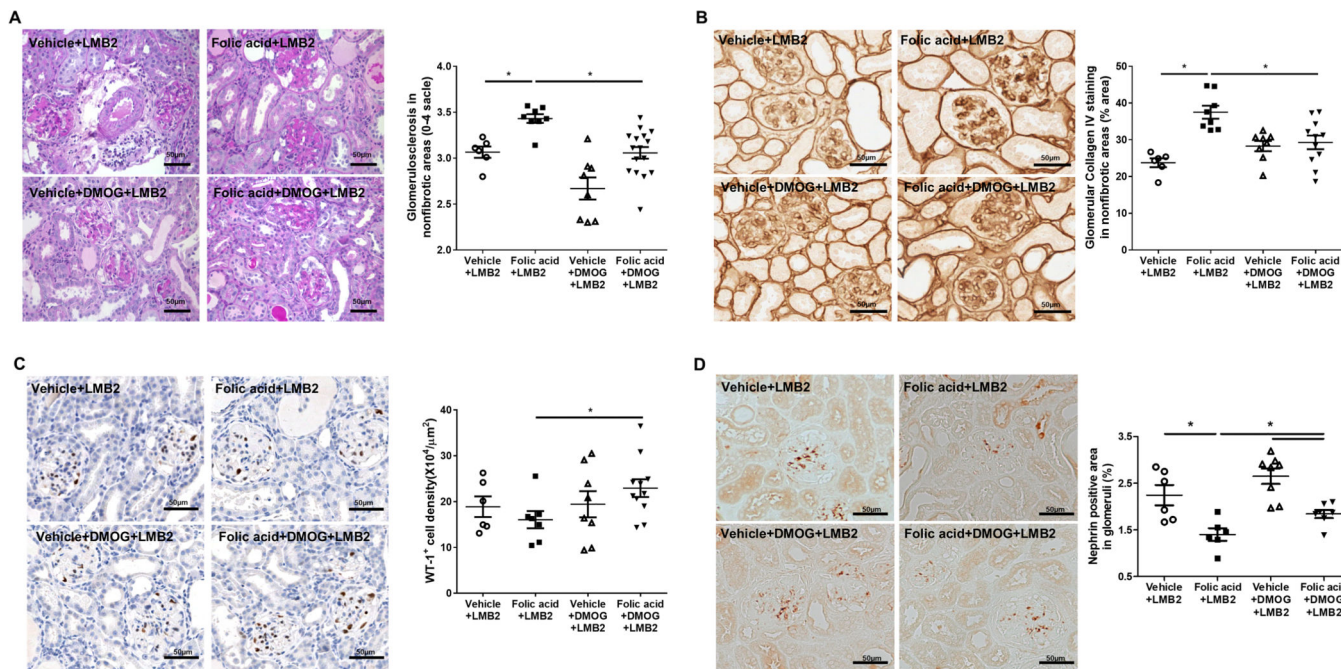 A
Vehicle+LMB2
Folic acid+LMB2
50μm
50μm
Vehicle+DMOG+LMB2
Folic acid+DMOG+LMB2
50μm
50μm
Glomerulosclerosis in
nonfibrotic areas (0-4 sacle)
4.0
3.5
3.0
2.5
2.0
*
*
Vehicle
+LMB2
Folic acid
+LMB2
Vehicle
+DMOG
+LMB2
Folic acid
+DMOG
+LMB2
B
Vehicle+LMB2
Folic acid+LMB2
50μm
50μm
Vehicle+DMOG+LMB2
Folic acid+DMOG+LMB2
50μm
50μm
Glomerular Collagen IV staining
in nonfibrotic areas (% area)
50
40
30
20
10
0
*
*
Vehicle
+LMB2
Folic acid
+LMB2
Vehicle
+DMOG
+LMB2
Folic acid
+DMOG
+LMB2
C
Vehicle+LMB2
Folic acid+LMB2
50μm
50μm
Vehicle+DMOG+LMB2
Folic acid+DMOG+LMB2
50μm
50μm
WT-1⁺ cell density(X10⁴/μm²)
40
30
20
10
0
*
Vehicle
+LMB2
Folic acid
+LMB2
Vehicle
+DMOG
+LMB2
Folic acid
+DMOG
+LMB2
D
Vehicle+LMB2
Folic acid+LMB2
50μm
50μm
Vehicle+DMOG+LMB2
Folic acid+DMOG+LMB2
50μm
50μm
Nephrin positive area
in glomeruli (%)
3.5
2.5
1.5
0.5
*
*
Vehicle
+LMB2
Folic acid
+LMB2
Vehicle
+DMOG
+LMB2
Folic acid
+DMOG
+LMB2